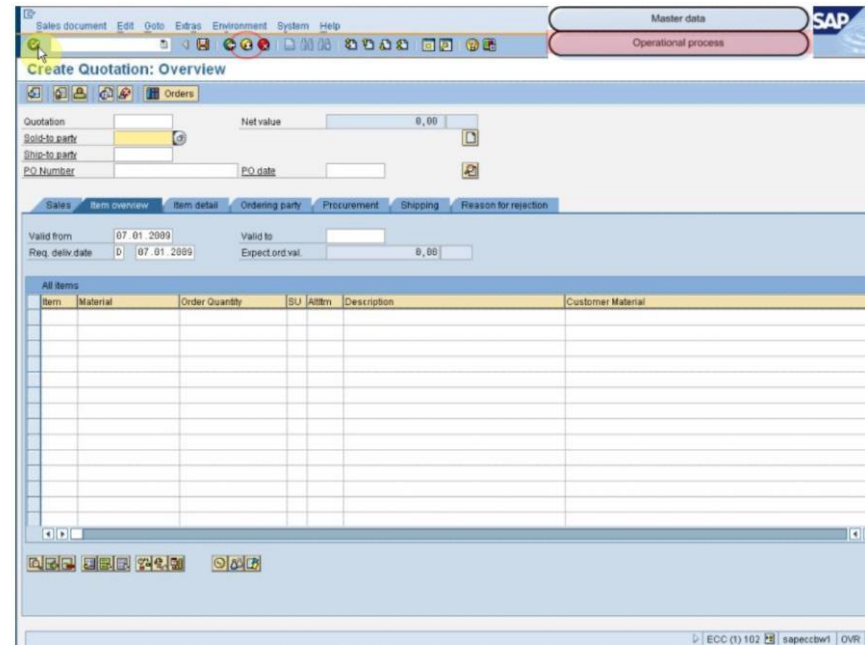 Sales document Edit Goto Extras Environment System Help
Master data
SAP
Operational process
Create Quotation: Overview
Orders
Quotation Net value 0,00
Sold-to party
Ship-to party
PO Number PO date
Sales Item overview Item detail Ordering party Procurement Shipping Reason for rejection
Valid from 07.01.2009 Valid to
Req. deliv.date D 07.01.2009 Expect.ord.val. 0,00
All items
Item Material Order Quantity SU AltItm Description Customer Material
ECC (1) 102 sapeccbw1 OVR